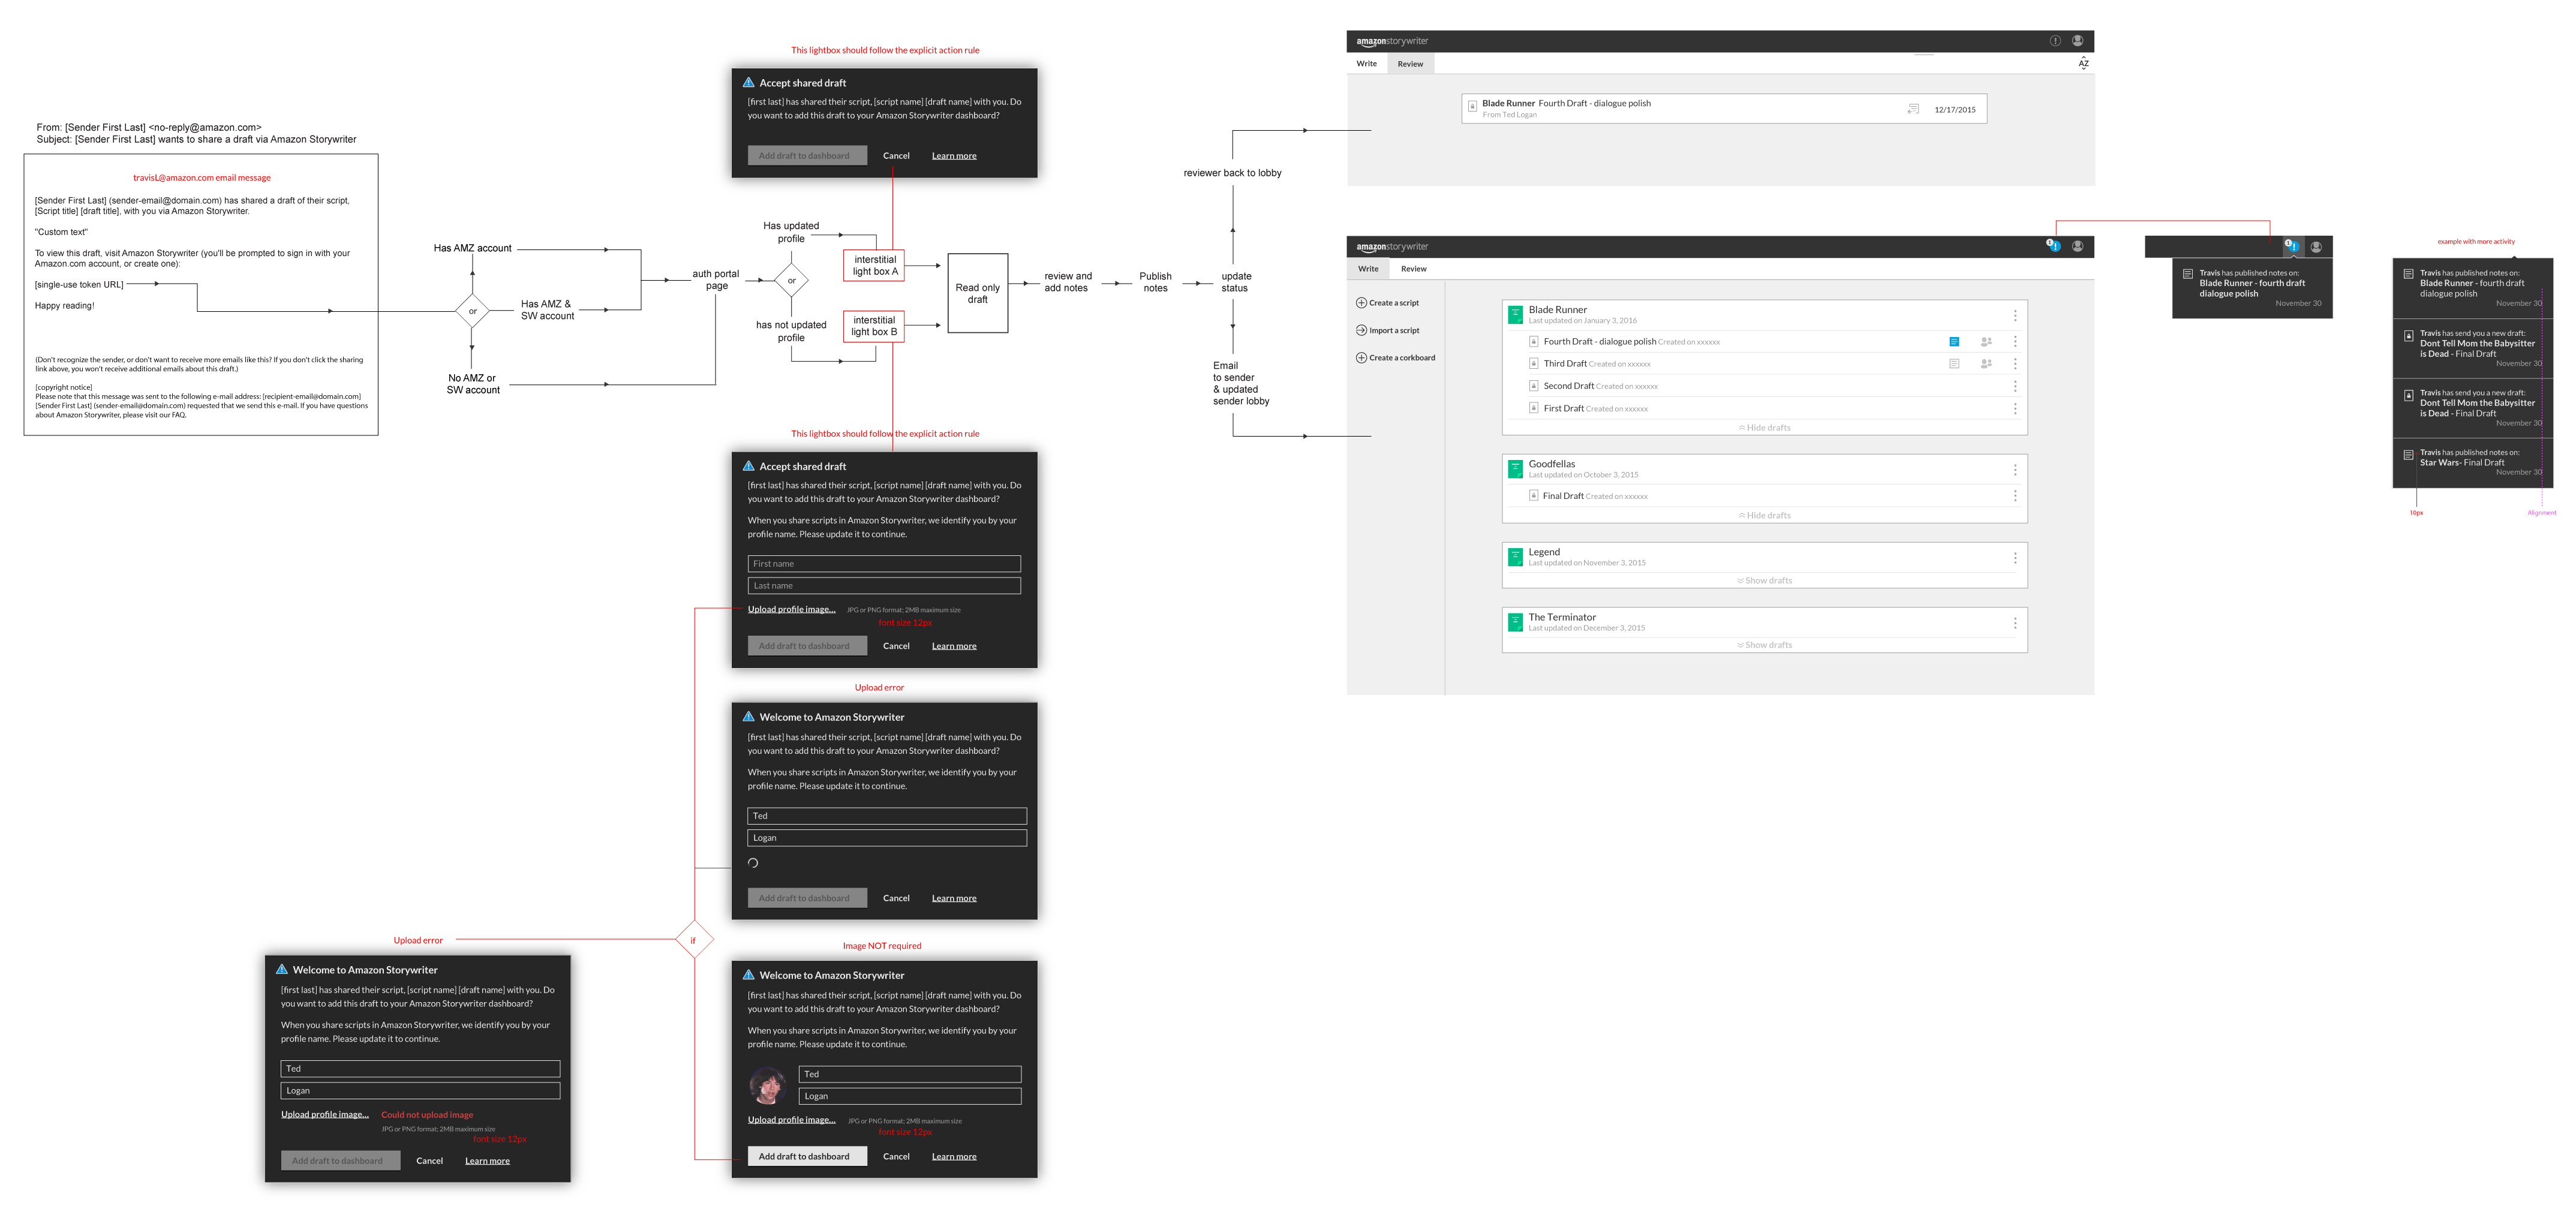 From: [Sender First Last] <no-reply@amazon.com>
Subject: [Sender First Last] wants to share a draft via Amazon Storywriter
travisL@amazon.com email message
[Sender First Last] (sender-email@domain.com) has shared a draft of their script,
[Script title] [draft title], with you via Amazon Storywriter.
"Custom text"
To view this draft, visit Amazon Storywriter (you'll be prompted to sign in with your
Amazon.com account, or create one):
[single-use token URL]
Happy reading!
(Don't recognize the sender, or don't want to receive more emails like this? If you don't click the sharing
link above, you won't receive additional emails about this draft.)
[copyright notice]
Please note that this message was sent to the following e-mail address: [recipient-email@domain.com]
[Sender First Last] (sender-email@domain.com) requested that we send this e-mail. If you have questions
about Amazon Storywriter, please visit our FAQ.
Has AMZ account
or
Has AMZ &
SW account
No AMZ or
SW account
auth portal
page
Has updated
profile
or
has not updated
profile
interstitial
light box A
interstitial
light box B
Read only
draft
review and
add notes
Publish
notes
update
status
reviewer back to lobby
Email
to sender
& updated
sender lobby
This lightbox should follow the explicit action rule
Accept shared draft
[first last] has shared their script, [script name] [draft name] with you. Do
you want to add this draft to your Amazon Storywriter dashboard?
Add draft to dashboard
Cancel
Learn more
This lightbox should follow the explicit action rule
Accept shared draft
[first last] has shared their script, [script name] [draft name] with you. Do
you want to add this draft to your Amazon Storywriter dashboard?
When you share scripts in Amazon Storywriter, we identify you by your
profile name. Please update it to continue.
First name
Last name
Upload profile image...
JPG or PNG format; 2MB maximum size
font size 12px
Add draft to dashboard
Cancel
Learn more
Upload error
Welcome to Amazon Storywriter
[first last] has shared their script, [script name] [draft name] with you. Do
you want to add this draft to your Amazon Storywriter dashboard?
When you share scripts in Amazon Storywriter, we identify you by your
profile name. Please update it to continue.
Ted
Logan
Add draft to dashboard
Cancel
Learn more
if
Upload error
Welcome to Amazon Storywriter
[first last] has shared their script, [script name] [draft name] with you. Do
you want to add this draft to your Amazon Storywriter dashboard?
When you share scripts in Amazon Storywriter, we identify you by your
profile name. Please update it to continue.
Ted
Logan
Upload profile image...
Could not upload image
JPG or PNG format; 2MB maximum size
font size 12px
Add draft to dashboard
Cancel
Learn more
Image NOT required
Welcome to Amazon Storywriter
[first last] has shared their script, [script name] [draft name] with you. Do
you want to add this draft to your Amazon Storywriter dashboard?
When you share scripts in Amazon Storywriter, we identify you by your
profile name. Please update it to continue.
Ted
Logan
Upload profile image...
JPG or PNG format; 2MB maximum size
font size 12px
Add draft to dashboard
Cancel
Learn more
amazonstorywriter
Write
Review
AZ
Blade Runner Fourth Draft - dialogue polish
From Ted Logan
12/17/2015
amazonstorywriter
1
Write
Review
Create a script
Import a script
Create a corkboard
Blade Runner
Last updated on January 3, 2016
Fourth Draft - dialogue polish Created on xxxxxx
Third Draft Created on xxxxxx
Second Draft Created on xxxxxx
First Draft Created on xxxxxx
Hide drafts
Goodfellas
Last updated on October 3, 2015
Final Draft Created on xxxxxx
Hide drafts
Legend
Last updated on November 3, 2015
Show drafts
The Terminator
Last updated on December 3, 2015
Show drafts
1
Travis has published notes on:
Blade Runner - fourth draft
dialogue polish
November 30
example with more activity
Travis has published notes on:
Blade Runner - fourth draft
dialogue polish
November 30
Travis has send you a new draft:
Dont Tell Mom the Babysitter
is Dead - Final Draft
November 30
Travis has send you a new draft:
Dont Tell Mom the Babysitter
is Dead - Final Draft
November 30
Travis has published notes on:
Star Wars- Final Draft
November 30
10px
Alignment